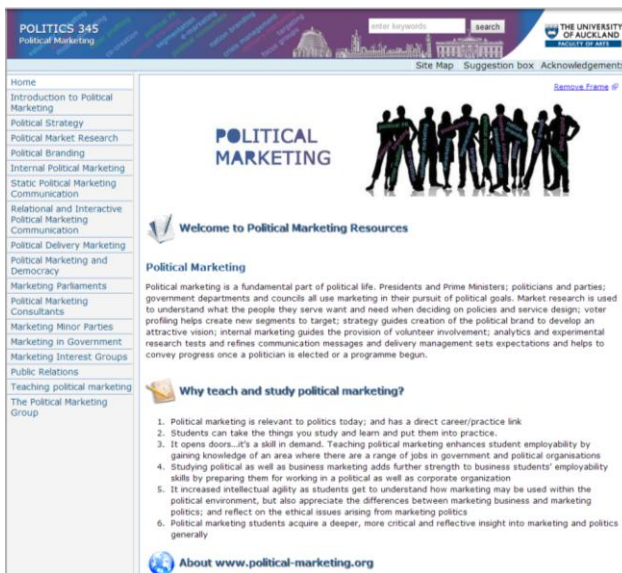 POLITICS 345
Political Marketing
enter keywords
search
THE UNIVERSITY
OF AUCKLAND
FACULTY OF ARTS
Site Map Suggestion box Acknowledgements
Home
Introduction to Political
Marketing
Political Strategy
Political Market Research
Political Branding
Internal Political Marketing
Static Political Marketing
Communication
Relational and Interactive
Political Marketing
Communication
Political Delivery Marketing
Political Marketing and
Democracy
Marketing Parliaments
Political Marketing
Consultants
Marketing Minor Parties
Marketing in Government
Marketing Interest Groups
Public Relations
Teaching political marketing
The Political Marketing
Group
Remove Frame
POLITICAL
MARKETING
Welcome to Political Marketing Resources
Political Marketing
Political marketing is a fundamental part of political life. Presidents and Prime Ministers; politicians and parties;
government departments and councils all use marketing in their pursuit of political goals. Market research is used
to understand what the people they serve want and need when deciding on policies and service design; voter
profiling helps create new segments to target; strategy guides creation of the political brand to develop an
attractive vision; internal marketing guides the provision of volunteer involvement; analytics and experimental
research tests and refines communication messages and delivery management sets expectations and helps to
convey progress once a politician is elected or a programme begun.
Why teach and study political marketing?
1. Political marketing is relevant to politics today; and has a direct career/practice link
2. Students can take the things you study and learn and put them into practice.
3. It opens doors...it's a skill in demand. Teaching political marketing enhances student employability by
gaining knowledge of an area where there are a range of jobs in government and political organisations
4. Studying political as well as business marketing adds further strength to business students' employability
skills by preparing them for working in a political as well as corporate organization
5. It increased intellectual agility as students get to understand how marketing may be used within the
political environment, but also appreciate the differences between marketing business and marketing
politics; and reflect on the ethical issues arising from marketing politics
6. Political marketing students acquire a deeper, more critical and reflective insight into marketing and politics
generally
About www.political-marketing.org